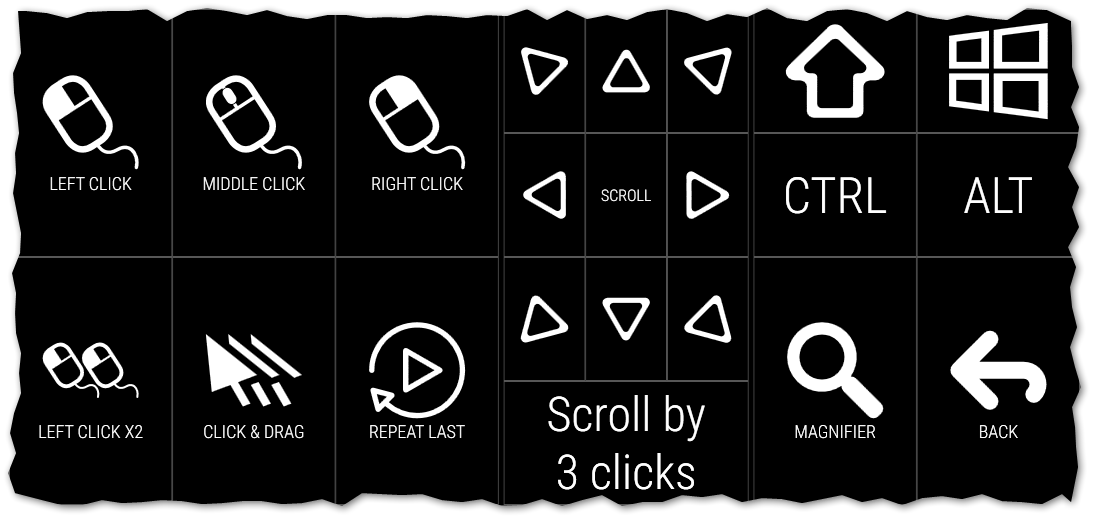 LEFT CLICK
MIDDLE CLICK
RIGHT CLICK
SCROLL
CTRL
ALT
LEFT CLICK X2
CLICK & DRAG
REPEAT LAST
Scroll by
3 clicks
MAGNIFIER
BACK